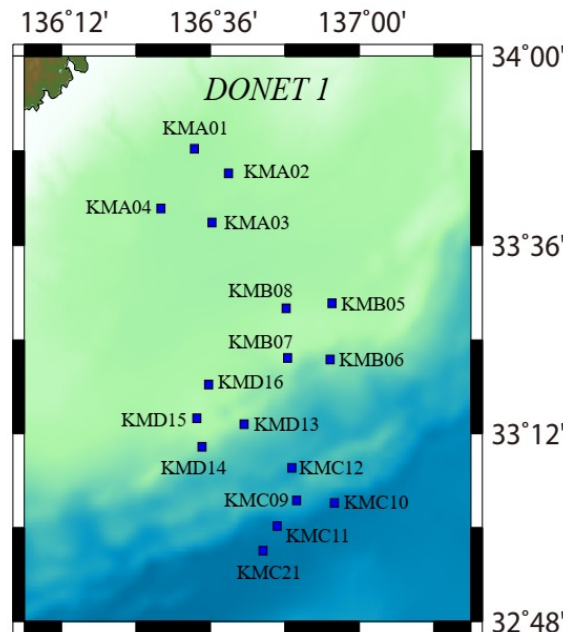 136˚12' 136˚36' 137˚00'
34˚00'
DONET 1
KMA01
KMA02
KMA04
KMA03
33˚36'
KMB08
KMB05
KMB07
KMB06
KMD16
KMD15
KMD13
33˚12'
KMD14
KMC12
KMC09
KMC10
KMC11
KMC21
32˚48'